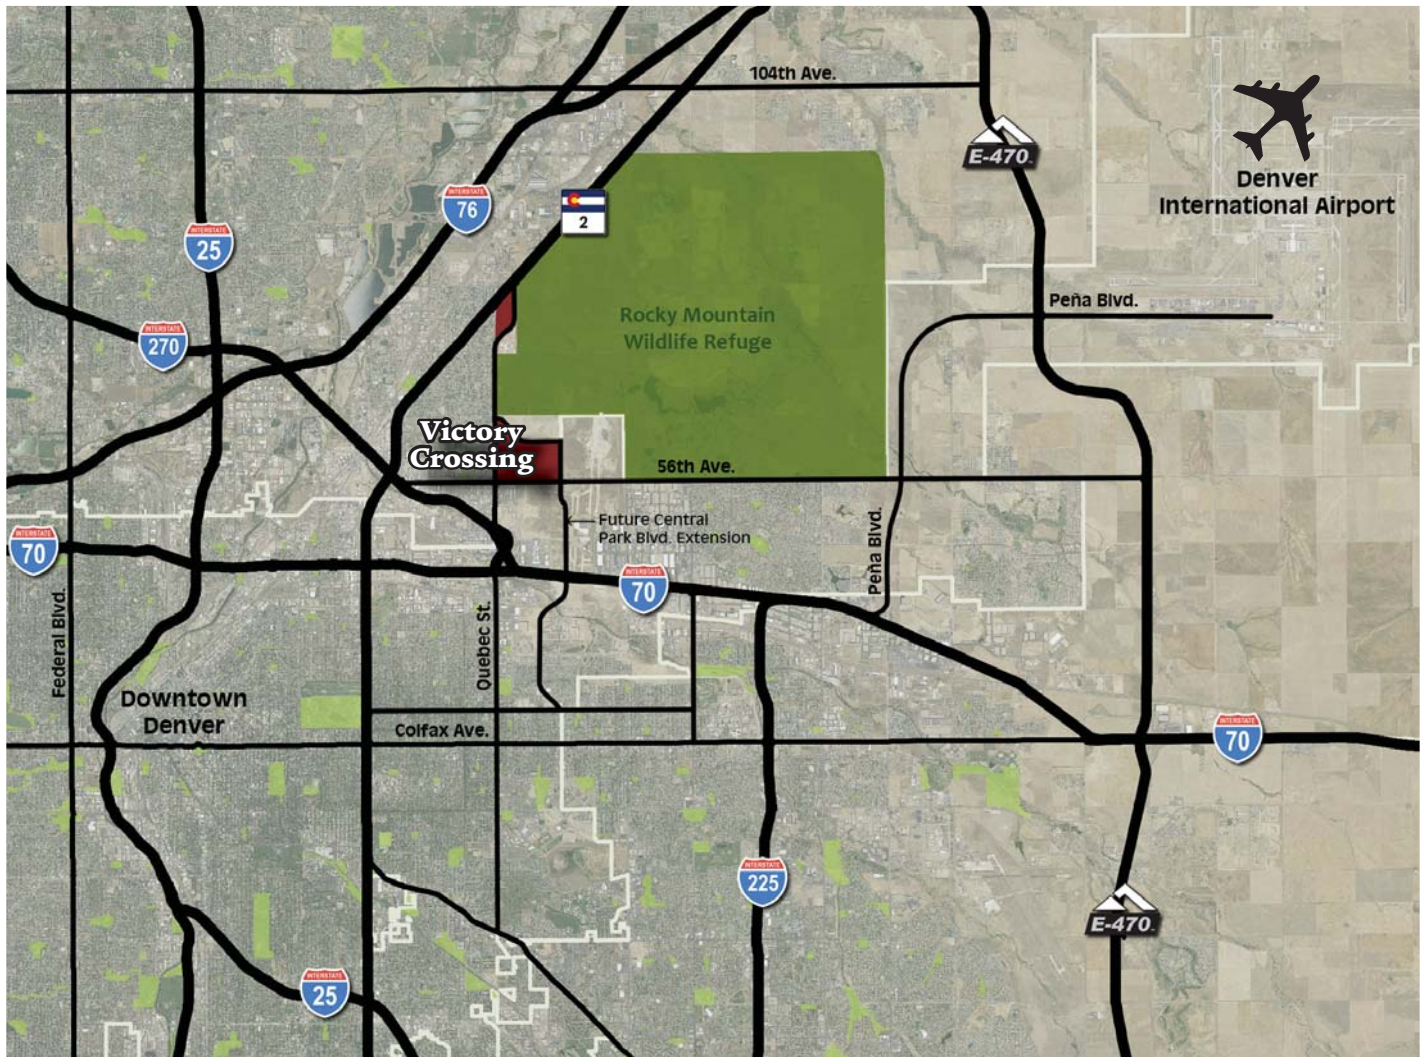 104th Ave.
E-470
Denver
International Airport
INTERSTATE
76
2
INTERSTATE
25
Peña Blvd.
Rocky Mountain
Wildlife Refuge
INTERSTATE
270
Victory
Crossing
56th Ave.
Future Central
Park Blvd. Extension
INTERSTATE
70
Peña Blvd.
INTERSTATE
70
Federal Blvd.
Quebec St.
Downtown
Denver
Colfax Ave.
INTERSTATE
70
INTERSTATE
225
E-470
INTERSTATE
25